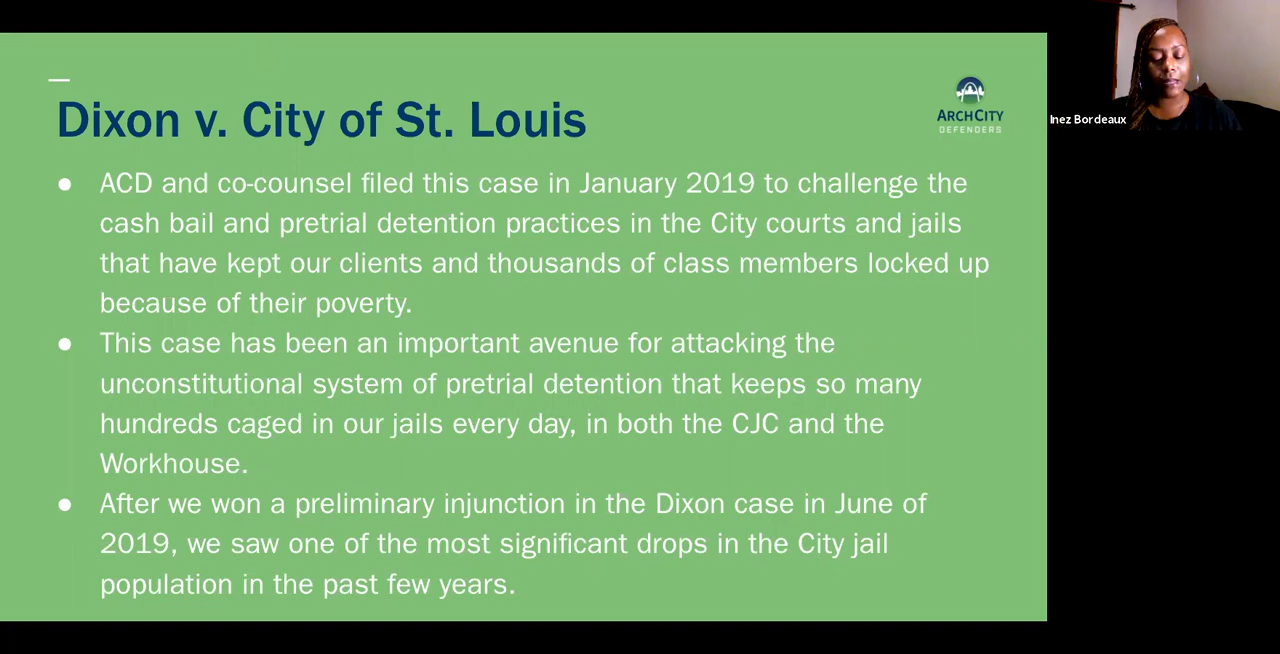 Dixon v. City of St. Louis
ARCHCITY
DEFENDERS
Inez Bordeaux
● ACD and co-counsel filed this case in January 2019 to challenge the
cash bail and pretrial detention practices in the City courts and jails
that have kept our clients and thousands of class members locked up
because of their poverty.
● This case has been an important avenue for attacking the
unconstitutional system of pretrial detention that keeps so many
hundreds caged in our jails every day, in both the CJC and the
Workhouse.
● After we won a preliminary injunction in the Dixon case in June of
2019, we saw one of the most significant drops in the City jail
population in the past few years.